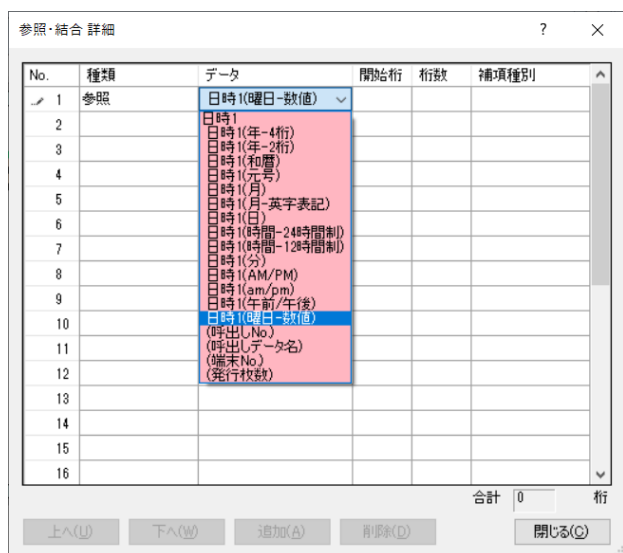 参照・結合 詳細 ? ×
No. 種類 データ 開始桁 桁数 補項種別
1 参照 日時1(曜日-数値)
日時1
日時1(年-4桁)
日時1(年-2桁)
日時1(和暦)
日時1(元号)
日時1(月)
日時1(月-英字表記)
日時1(日)
日時1(時間-24時間制)
日時1(時間-12時間制)
日時1(分)
日時1(AM/PM)
日時1(am/pm)
日時1(午前/午後)
日時1(曜日-数値)
(呼出しNo.)
(呼出しデータ名)
(端末No.)
(発行枚数)
2
3
4
5
6
7
8
9
10
11
12
13
14
15
16
合計 0 桁
上へ(U) 下へ(W) 追加(A) 削除(D) 閉じる(C)